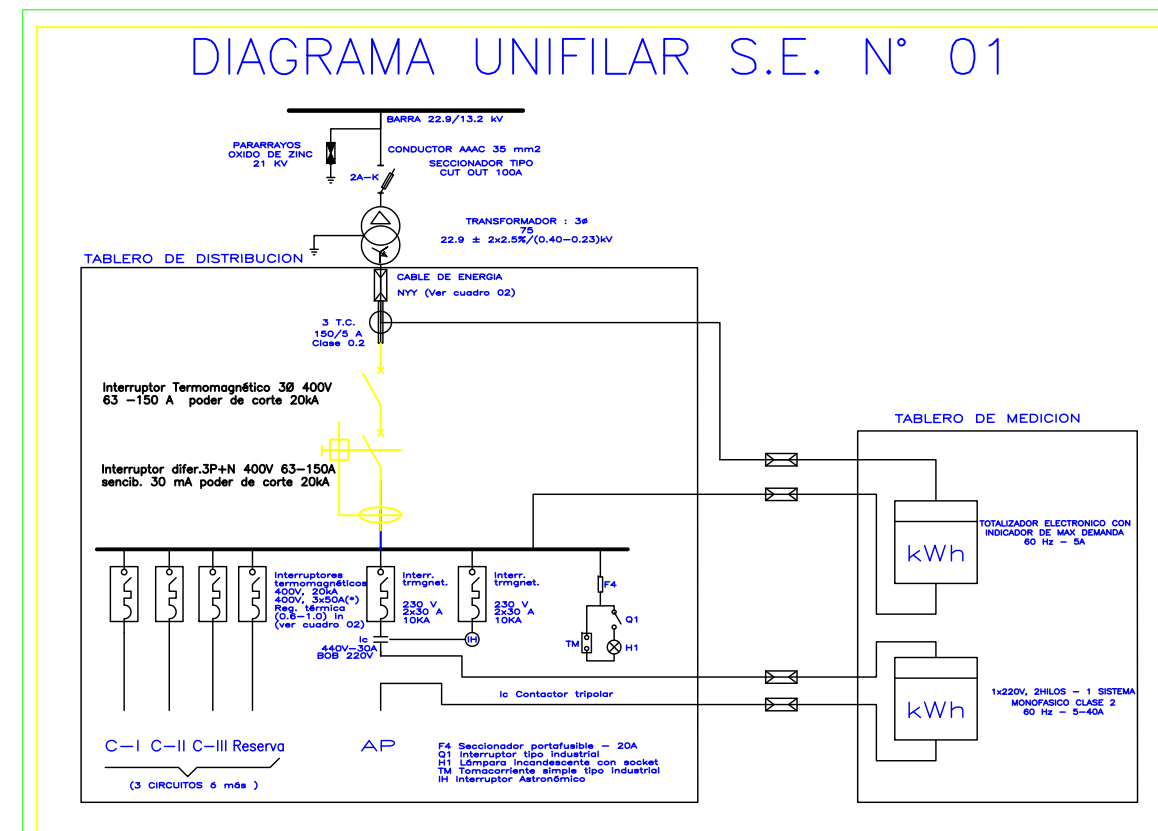 DIAGRAMA UNIFILAR S.E. N° 01
BARRA 22.9/13.2 kV
PARARRAYOS
OXIDO DE ZINC
21 KV
CONDUCTOR AAAC 35 mm2
SECCIONADOR TIPO
CUT OUT 100A
2A-K
TRANSFORMADOR : 3ø
75
22.9 ± 2x2.5%/(0.40-0.23)kV
TABLERO DE DISTRIBUCION
CABLE DE ENERGIA
NYY (Ver cuadro 02)
3 T.C.
150/5 A
Clase 0.2
Interruptor Termomagnético 3Ø 400V
63 -150 A poder de corte 20kA
Interruptor difer.3P+N 400V 63-150A
sencib. 30 mA poder de corte 20kA
TABLERO DE MEDICION
kWh
TOTALIZADOR ELECTRONICO CON
INDICADOR DE MAX DEMANDA
60 Hz - 5A
Interruptores
termomagnéticos
400V, 20kA
400V, 3x50A(*)
Reg. térmica
(0.6-1.0) In
(ver cuadro 02)
Interr.
trmgnet.
230 V
2x30 A
10KA
Interr.
trmgnet.
230 V
2x30 A
10KA
F4
Q1
TM
H1
Ic
440V-30A
BOB 220V
IH
Ic Contactor tripolar
kWh
1x220V, 2HILOS - 1 SISTEMA
MONOFASICO CLASE 2
60 Hz - 5-40A
C-I C-II C-III Reserva
AP
(3 CIRCUITOS 6 más )
F4 Seccionador portafusible - 20A
Q1 Interruptor tipo industrial
H1 Lámpara incandescente con socket
TM Tomacorriente simple tipo industrial
IH Interruptor Astronómico